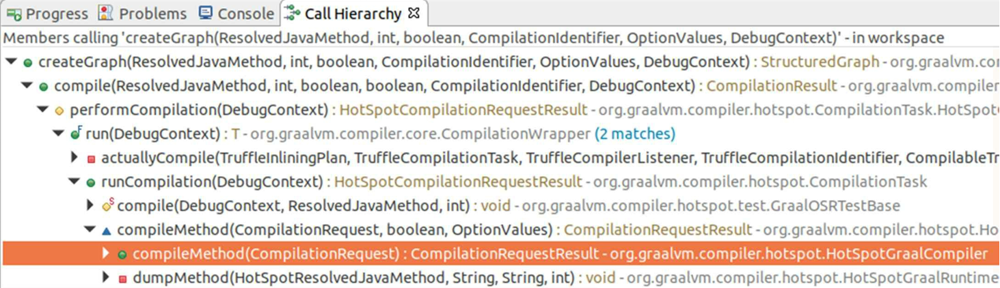 Progress Problems Console Call Hierarchy
Members calling 'createGraph(ResolvedJavaMethod, int, boolean, CompilationIdentifier, OptionValues, DebugContext)' - in workspace
createGraph(ResolvedJavaMethod, int, boolean, CompilationIdentifier, OptionValues, DebugContext) : StructuredGraph - org.graalvm.co
compile(ResolvedJavaMethod, int, boolean, boolean, CompilationIdentifier, DebugContext) : CompilationResult - org.graalvm.compiler
performCompilation(DebugContext) : HotSpotCompilationRequestResult - org.graalvm.compiler.hotspot.CompilationTask.HotSpot
run(DebugContext) : T - org.graalvm.compiler.core.CompilationWrapper (2 matches)
actuallyCompile(TruffleInliningPlan, TruffleCompilationTask, TruffleCompilerListener, TruffleCompilationIdentifier, CompilableTr
runCompilation(DebugContext) : HotSpotCompilationRequestResult - org.graalvm.compiler.hotspot.CompilationTask
compile(DebugContext, ResolvedJavaMethod, int) : void - org.graalvm.compiler.hotspot.test.GraalOSRTestBase
compileMethod(CompilationRequest, boolean, OptionValues) : CompilationRequestResult - org.graalvm.compiler.hotspot.Ho
compileMethod(CompilationRequest) : CompilationRequestResult - org.graalvm.compiler.hotspot.HotSpotGraalCompiler
dumpMethod(HotSpotResolvedJavaMethod, String, String, int) : void - org.graalvm.compiler.hotspot.HotSpotGraalRuntime